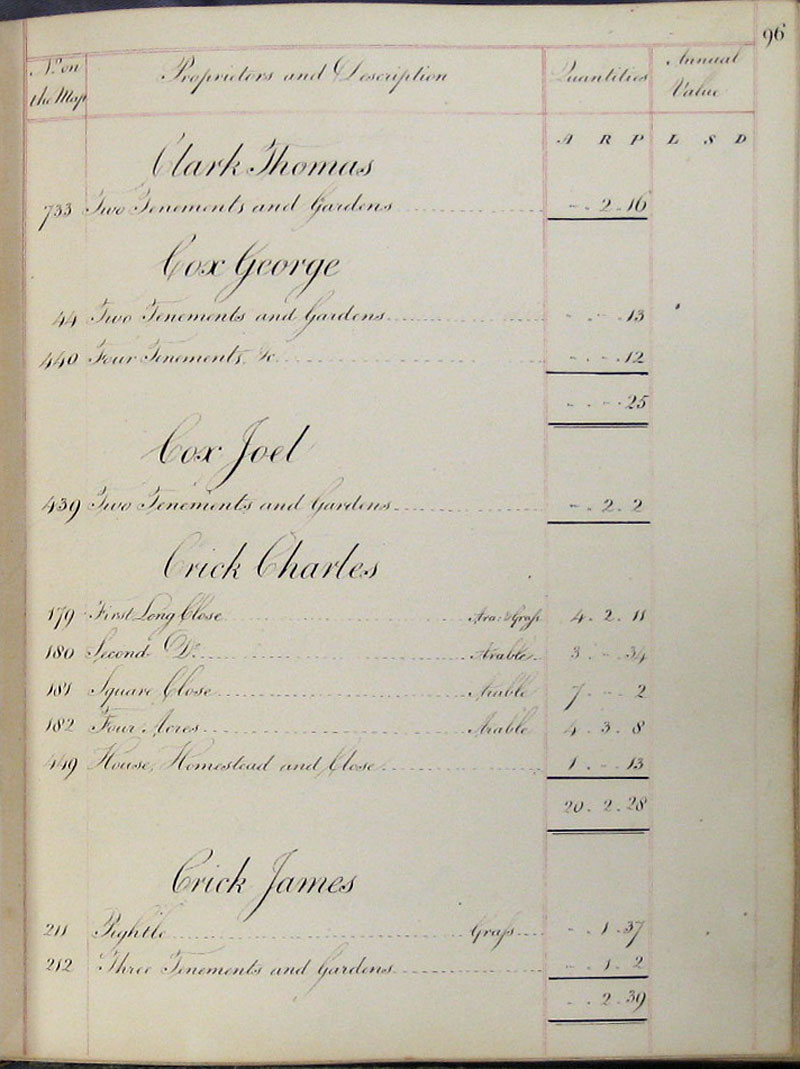 96
No. on the Map Proprietors and Description Quantities Annual Value
A R P L S D
Clark Thomas
733 Two Tenements and Gardens - . 2 . 16
Cox George
44 Two Tenements and Gardens - . - . 13
440 Four Tenements, &c. - . - . 12
- . - . 25
Cox Joel
439 Two Tenements and Gardens - . 2 . 2
Crick Charles
179 First Long Close Ara: & Grass 4 . 2 . 11
180 Second Do. Arable 3 . - . 34
181 Square Close Arable 7 . - . 2
182 Four Acres Arable 4 . 3 . 8
449 House, Homestead and Close 1 . - . 13
20 . 2 . 28
Crick James
211 Pightle Grass - . 1 . 37
212 Three Tenements and Gardens - . 1 . 2
- . 2 . 39